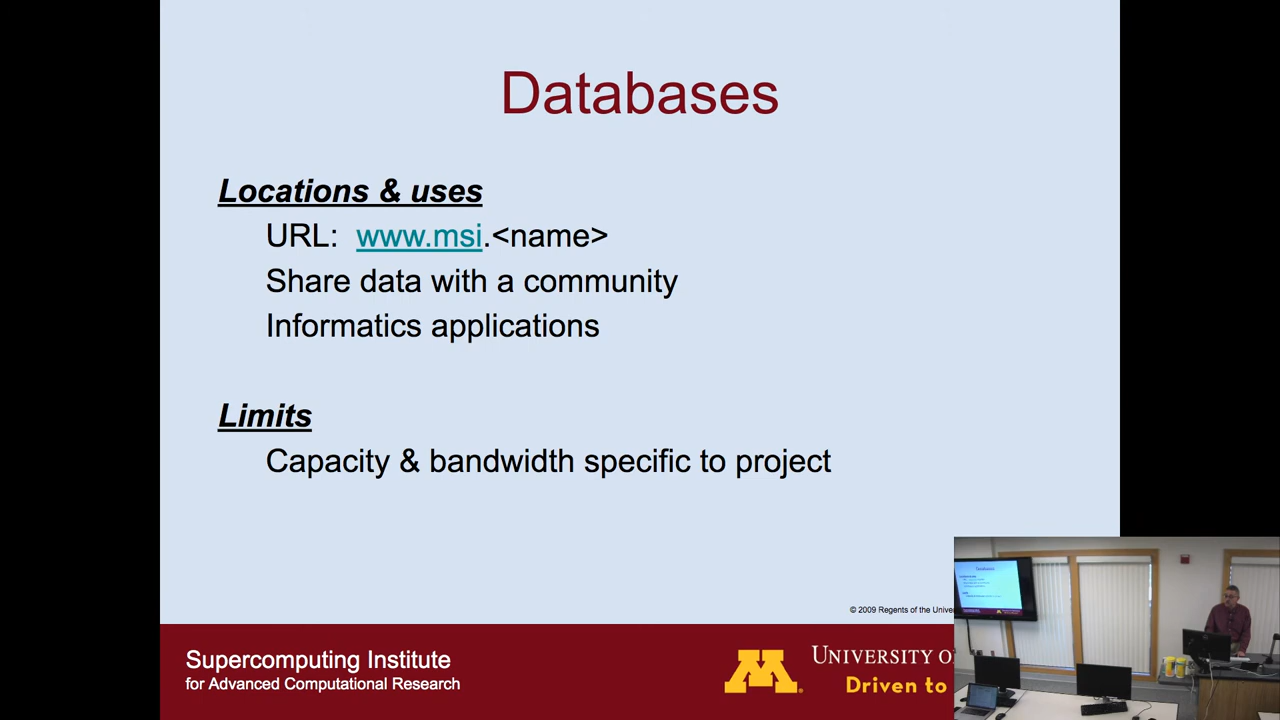 Databases
Locations & uses
URL: www.msi.<name>
Share data with a community
Informatics applications
Limits
Capacity & bandwidth specific to project
© 2009 Regents of the
Supercomputing Institute
for Advanced Computational Research
UNIVERSITY
Driven to
Databases